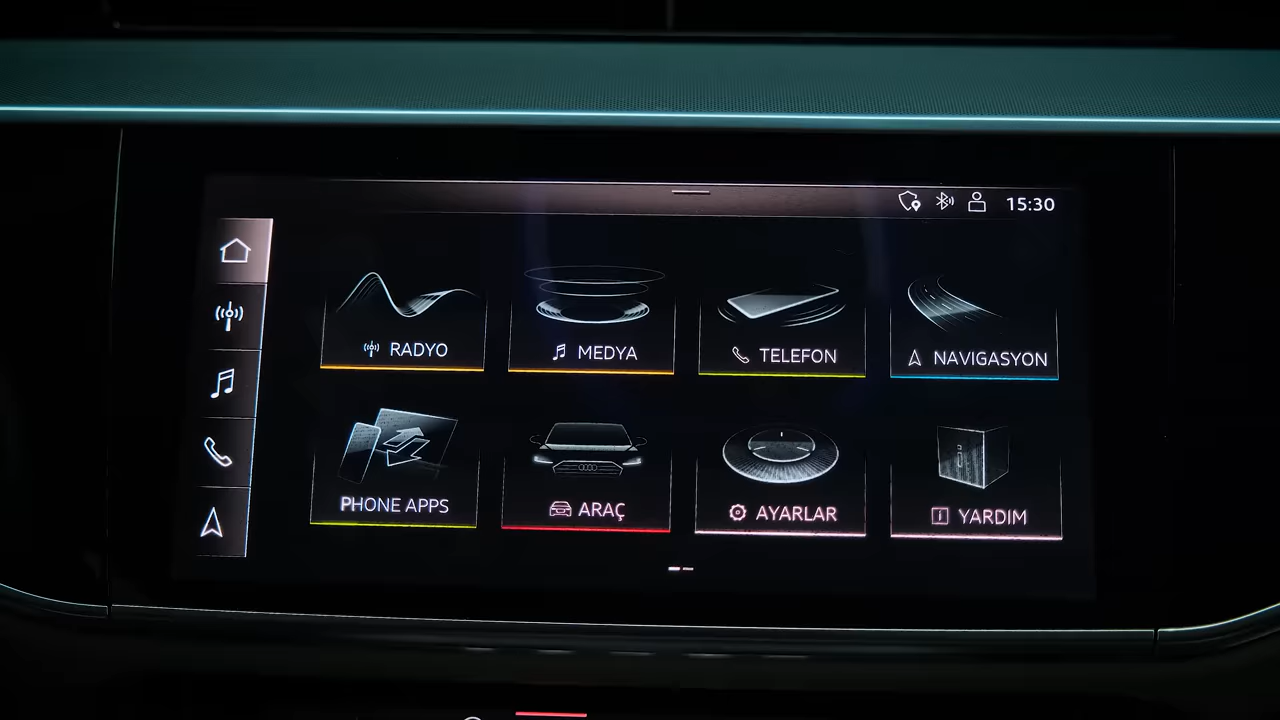 15:30
RADYO
MEDYA
TELEFON
NAVIGASYON
PHONE APPS
ARAÇ
AYARLAR
YARDIM